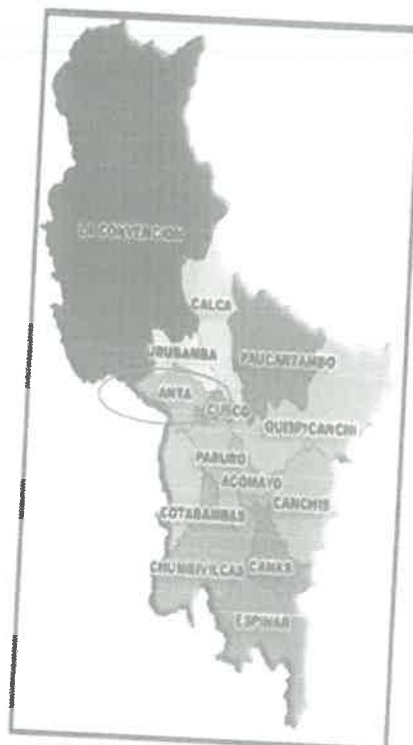 LA CONVENCION
CALCA
URUBAMBA
PAUCARTAMBO
ANTA
CUSCO
QUISPICANCHI
PARURO
ACOMAYO
CANCHIS
COTABAMBAS
CHUMBIVILCAS
CANAS
ESPINAR